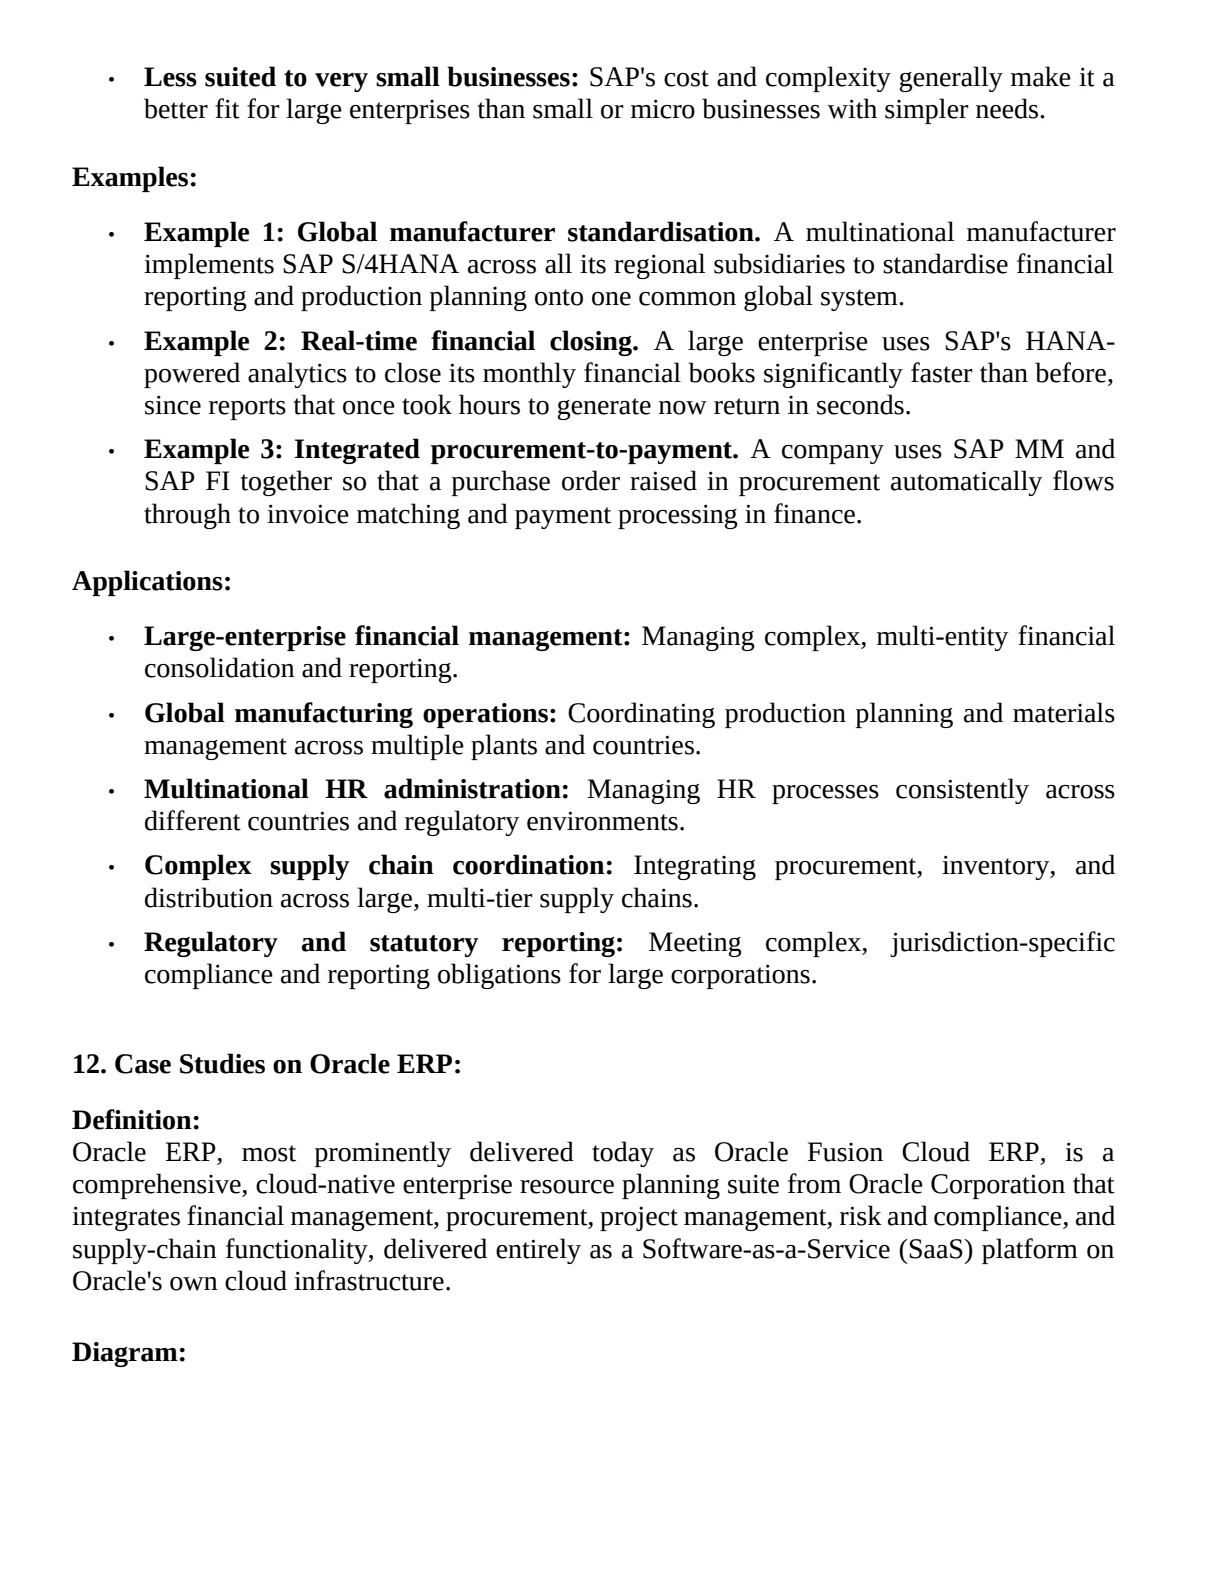 • Less suited to very small businesses: SAP's cost and complexity generally make it a
better fit for large enterprises than small or micro businesses with simpler needs.
Examples:
• Example 1: Global manufacturer standardisation. A multinational manufacturer
implements SAP S/4HANA across all its regional subsidiaries to standardise financial
reporting and production planning onto one common global system.
• Example 2: Real-time financial closing. A large enterprise uses SAP's HANA-
powered analytics to close its monthly financial books significantly faster than before,
since reports that once took hours to generate now return in seconds.
• Example 3: Integrated procurement-to-payment. A company uses SAP MM and
SAP FI together so that a purchase order raised in procurement automatically flows
through to invoice matching and payment processing in finance.
Applications:
• Large-enterprise financial management: Managing complex, multi-entity financial
consolidation and reporting.
• Global manufacturing operations: Coordinating production planning and materials
management across multiple plants and countries.
• Multinational HR administration: Managing HR processes consistently across
different countries and regulatory environments.
• Complex supply chain coordination: Integrating procurement, inventory, and
distribution across large, multi-tier supply chains.
• Regulatory and statutory reporting: Meeting complex, jurisdiction-specific
compliance and reporting obligations for large corporations.
12. Case Studies on Oracle ERP:
Definition:
Oracle ERP, most prominently delivered today as Oracle Fusion Cloud ERP, is a
comprehensive, cloud-native enterprise resource planning suite from Oracle Corporation that
integrates financial management, procurement, project management, risk and compliance, and
supply-chain functionality, delivered entirely as a Software-as-a-Service (SaaS) platform on
Oracle's own cloud infrastructure.
Diagram: